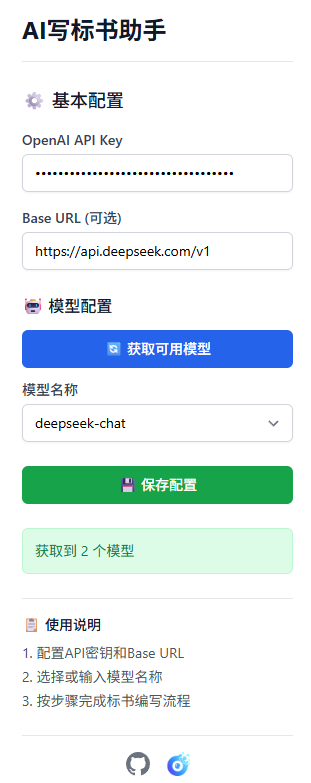 AI写标书助手
基本配置
OpenAI API Key
•••••••••••••••••••••••••••••••••••
Base URL (可选)
https://api.deepseek.com/v1
模型配置
获取可用模型
模型名称
deepseek-chat
保存配置
获取到 2 个模型
使用说明
1. 配置API密钥和Base URL
2. 选择或输入模型名称
3. 按步骤完成标书编写流程